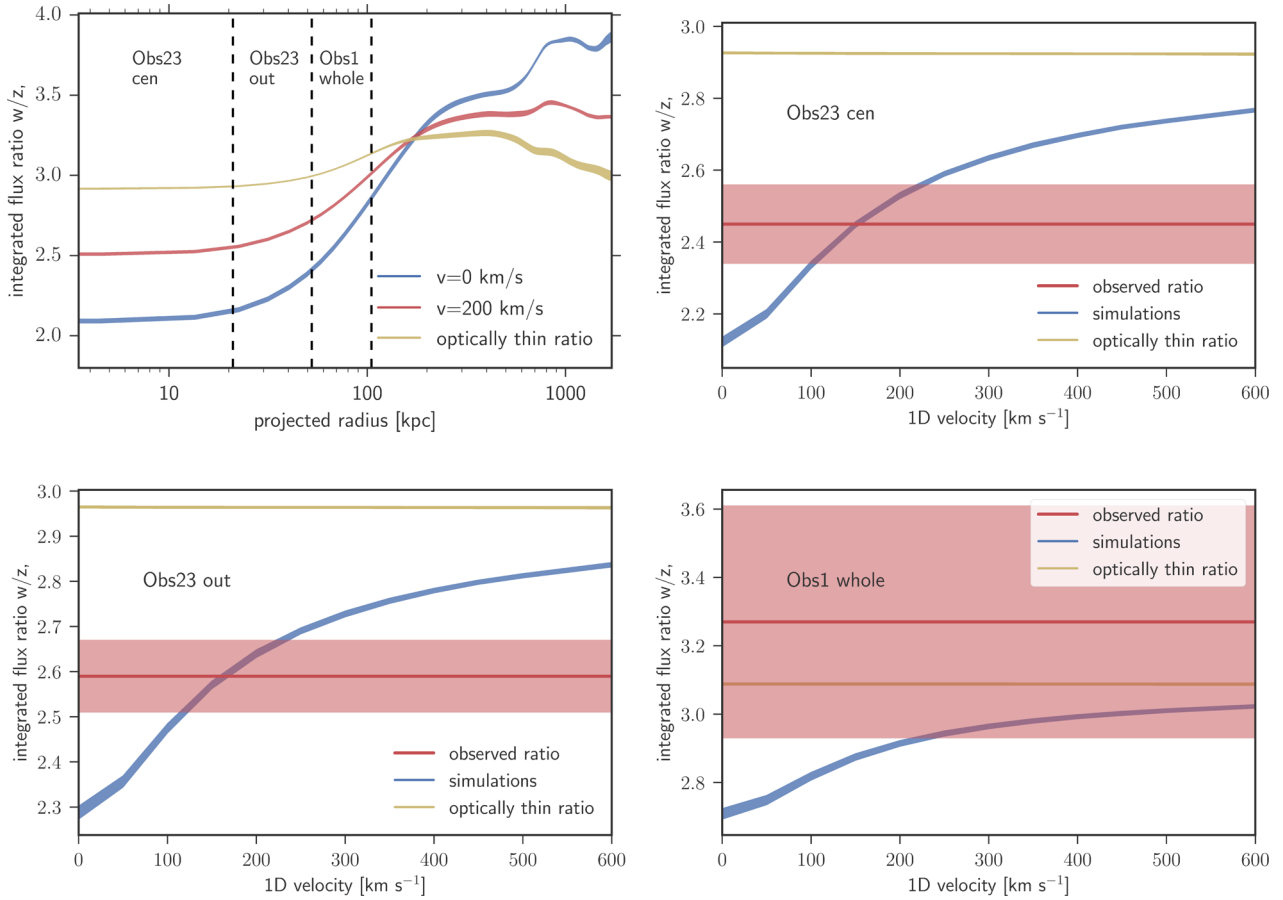 integrated flux ratio w/z,
4.0
3.5
3.0
2.5
2.0
Obs23
cen
Obs23
out
Obs1
whole
v=0 km/s
v=200 km/s
optically thin ratio
10
100
1000
projected radius [kpc]
integrated flux ratio w/z,
3.0
2.8
2.6
2.4
2.2
Obs23 cen
observed ratio
simulations
optically thin ratio
0 100 200 300 400 500 600
1D velocity [km s−1]
integrated flux ratio w/z,
3.0
2.9
2.8
2.7
2.6
2.5
2.4
2.3
Obs23 out
observed ratio
simulations
optically thin ratio
0 100 200 300 400 500 600
1D velocity [km s−1]
integrated flux ratio w/z,
3.6
3.4
3.2
3.0
2.8
Obs1 whole
observed ratio
simulations
optically thin ratio
0 100 200 300 400 500 600
1D velocity [km s−1]